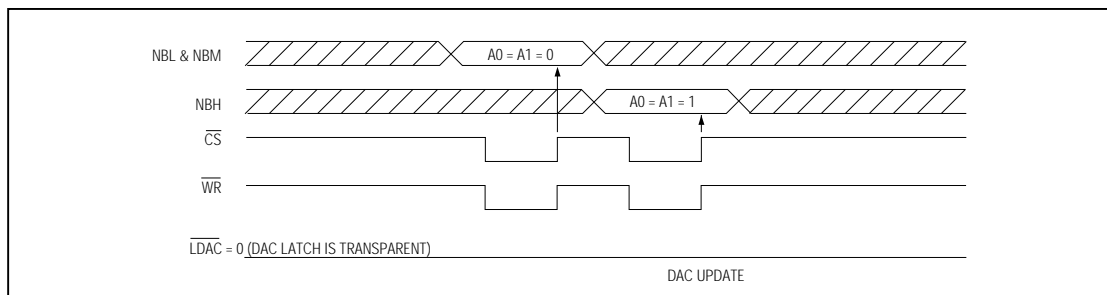 NBL & NBM
A0 = A1 = 0
NBH
A0 = A1 = 1
CS
WR
LDAC = 0 (DAC LATCH IS TRANSPARENT)
DAC UPDATE